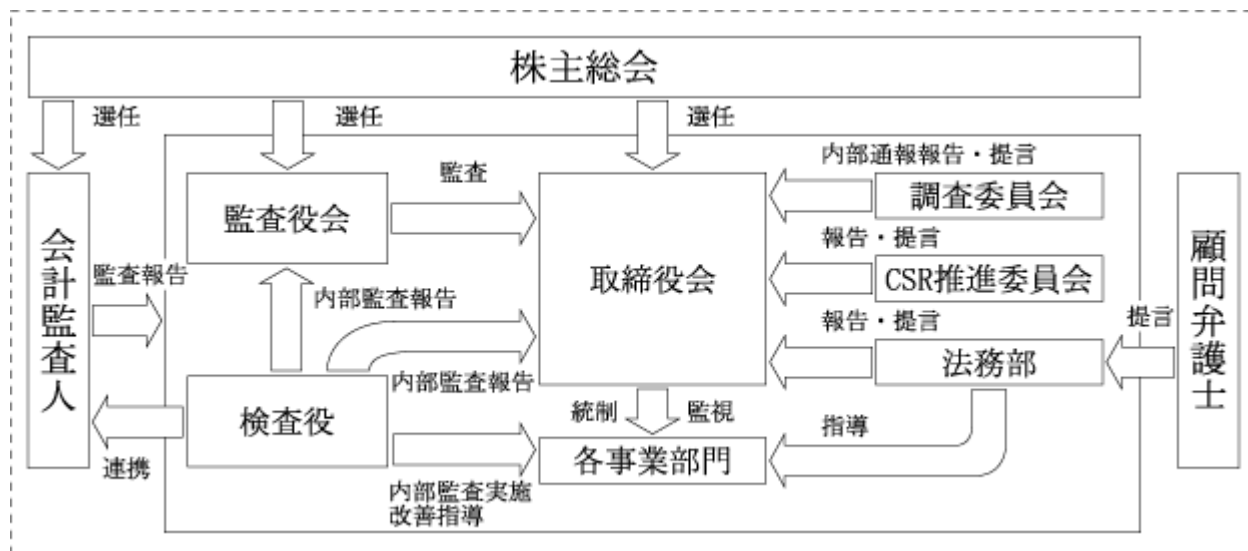 株主総会
選任
選任
選任
内部通報報告・提言
監査
調査委員会
監査役会
報告・提言
会計監査人
監査報告
取締役会
CSR推進委員会
顧問弁護士
内部監査報告
報告・提言
提言
法務部
内部監査報告
検査役
統制
監視
指導
連携
各事業部門
内部監査実施
改善指導